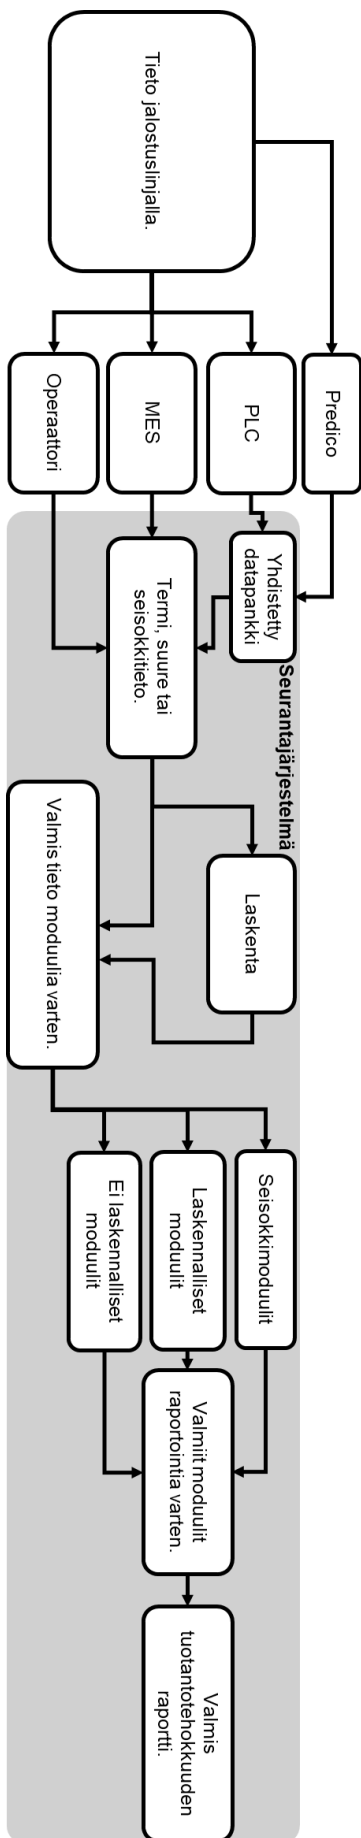 Tieto jalostuslinjalla.
Predico
PLC
MES
Operaattori
Seurantajärjestelmä
Yhdistetty
datapankki
Termi, suure tai
seisokkitieto.
Laskenta
Valmis tieto moduulia varten.
Seisokkimoduulit
Laskennalliset
moduulit
Ei laskennalliset
moduulit
Valmiit moduulit
raportointia varten.
Valmis
tuotantotehokkuuden
raportti.